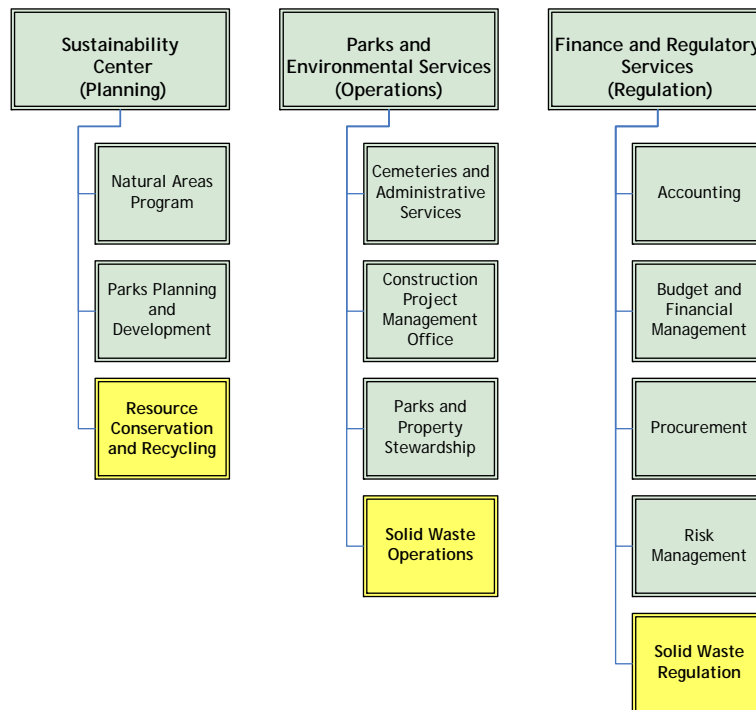 Sustainability
Center
(Planning)
Natural Areas
Program
Parks Planning
and
Development
Resource
Conservation
and Recycling
Parks and
Environmental Services
(Operations)
Cemeteries and
Administrative
Services
Construction
Project
Management
Office
Parks and
Property
Stewardship
Solid Waste
Operations
Finance and Regulatory
Services
(Regulation)
Accounting
Budget and
Financial
Management
Procurement
Risk
Management
Solid Waste
Regulation